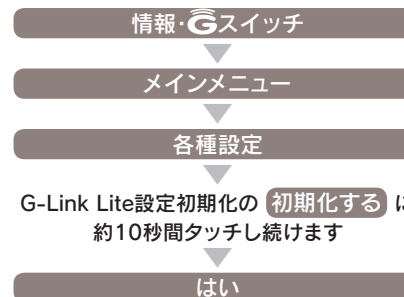 情報・Gスイッチ
メインメニュー
各種設定
G-Link Lite設定初期化の 初期化する に
約10秒間タッチし続けます
はい